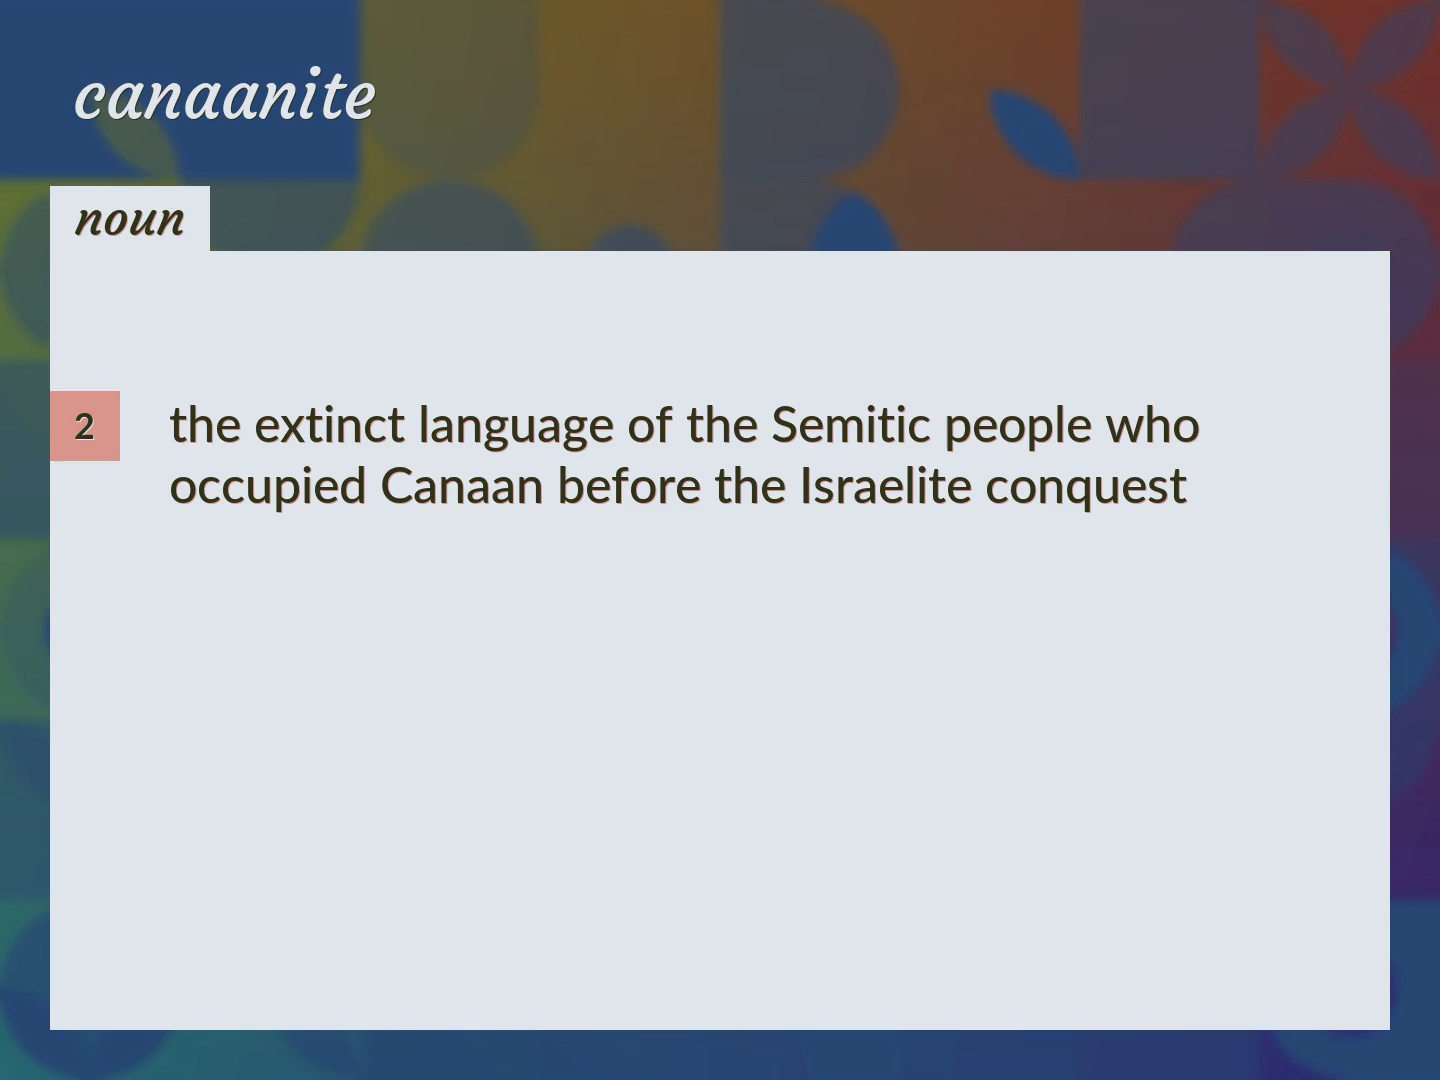 canaanite
noun
2
the extinct language of the Semitic people who
occupied Canaan before the Israelite conquest